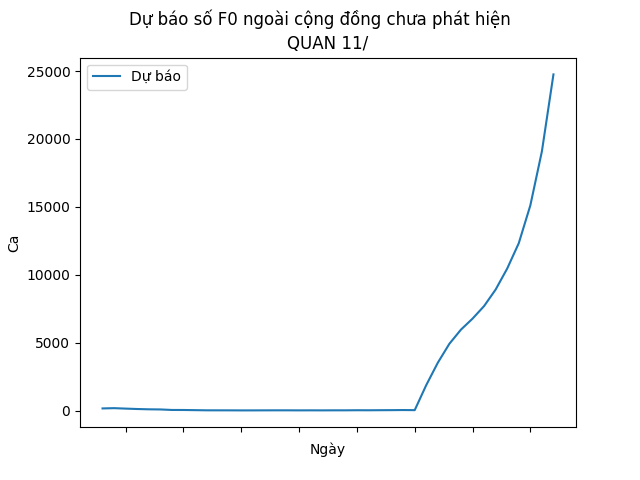 Dự báo số F0 ngoài cộng đồng chưa phát hiện
QUAN 11/
Dự báo
25000
20000
15000
10000
5000
0
Ca
Ngày